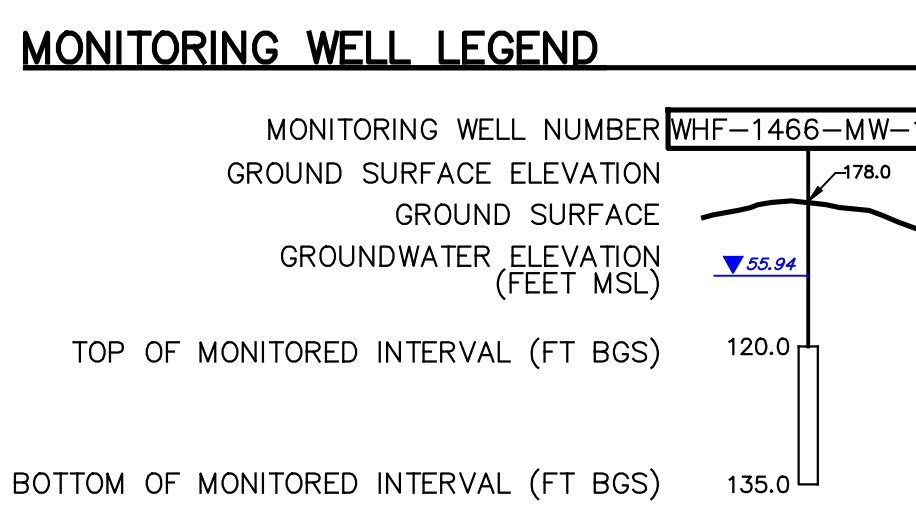 MONITORING WELL LEGEND
MONITORING WELL NUMBER WHF-1466-MW-
GROUND SURFACE ELEVATION 178.0
GROUND SURFACE
GROUNDWATER ELEVATION
(FEET MSL) 55.94
TOP OF MONITORED INTERVAL (FT BGS) 120.0
BOTTOM OF MONITORED INTERVAL (FT BGS) 135.0